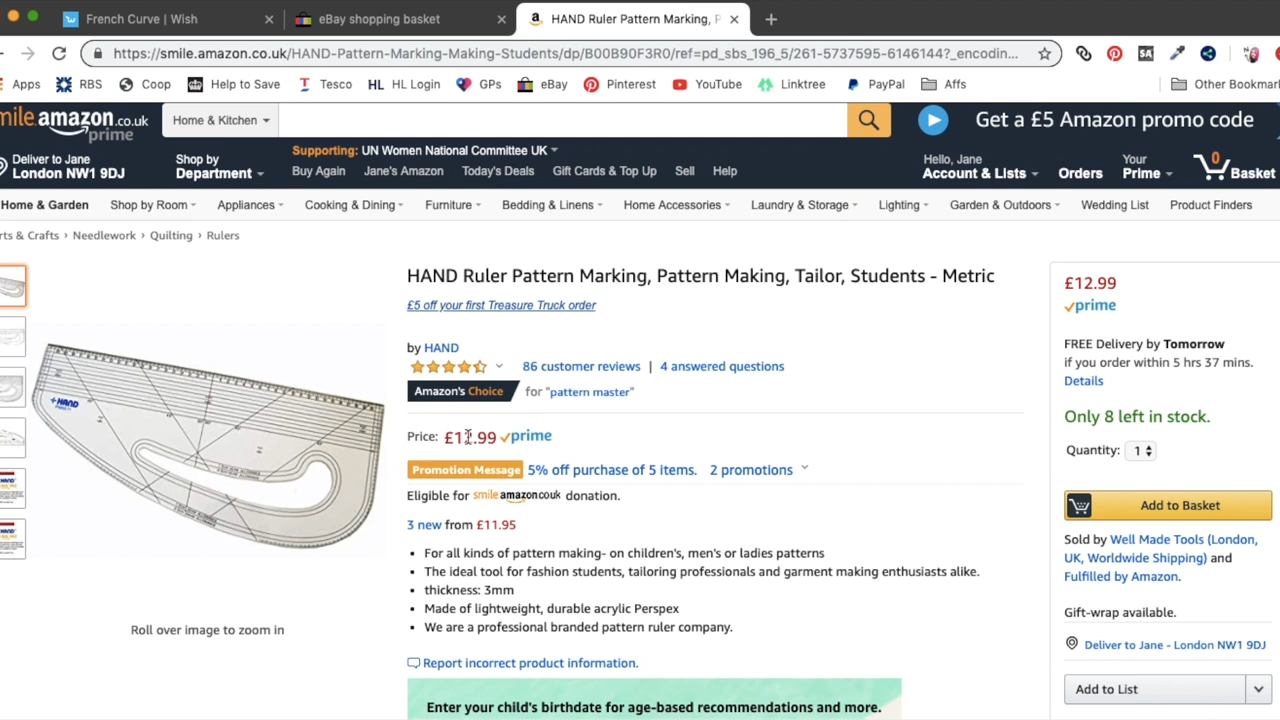 French Curve | Wish
eBay shopping basket
HAND Ruler Pattern Marking, P
https://smile.amazon.co.uk/HAND-Pattern-Marking-Making-Students/dp/B00B90F3R0/ref=pd_sbs_196_5/261-5737595-6146144?_encodin...
Apps RBS Coop Help to Save Tesco HL HL Login GPs eBay Pinterest YouTube Linktree PayPal Affs Other Bookmar
mile.amazon.co.uk
prime
Home & Kitchen
Get a £5 Amazon promo code
Deliver to Jane
London NW1 9DJ
Shop by
Department
Supporting: UN Women National Committee UK
Buy Again Jane's Amazon Today's Deals Gift Cards & Top Up Sell Help
Hello, Jane
Account & Lists
Orders
Your
Prime
0
Basket
Home & Garden Shop by Room Appliances Cooking & Dining Furniture Bedding & Linens Home Accessories Laundry & Storage Lighting Garden & Outdoors Wedding List Product Finders
rts & Crafts › Needlework › Quilting › Rulers
HAND
HAND Ruler Pattern Marking, Pattern Making, Tailor, Students - Metric
£5 off your first Treasure Truck order
by HAND
86 customer reviews | 4 answered questions
Amazon's Choice for "pattern master"
Price: £12.99 prime
Promotion Message 5% off purchase of 5 items. 2 promotions
Eligible for smile.amazon.co.uk donation.
3 new from £11.95
• For all kinds of pattern making- on children's, men's or ladies patterns
• The ideal tool for fashion students, tailoring professionals and garment making enthusiasts alike.
• thickness: 3mm
• Made of lightweight, durable acrylic Perspex
• We are a professional branded pattern ruler company.
Report incorrect product information.
Enter your child's birthdate for age-based recommendations and more.
Roll over image to zoom in
£12.99
prime
FREE Delivery by Tomorrow
if you order within 5 hrs 37 mins.
Details
Only 8 left in stock.
Quantity: 1
Add to Basket
Sold by Well Made Tools (London,
UK, Worldwide Shipping) and
Fulfilled by Amazon.
Gift-wrap available.
Deliver to Jane - London NW1 9DJ
Add to List